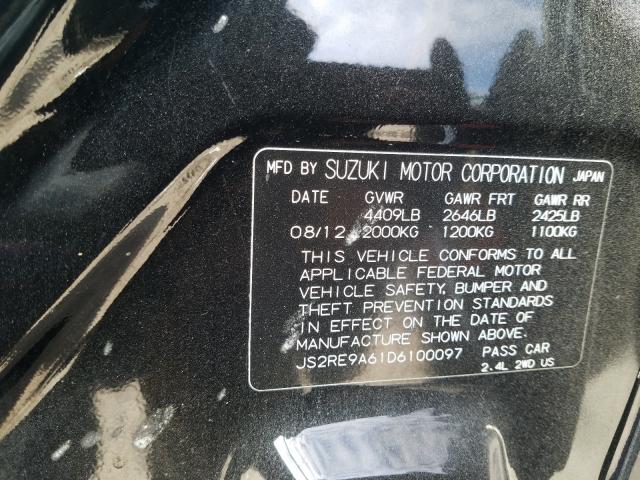 MFD BY SUZUKI MOTOR CORPORATION JAPAN
DATE GVWR GAWR FRT GAWR RR
4409LB 2646LB 2425LB
08/12 2000KG 1200KG 1100KG
THIS VEHICLE CONFORMS TO ALL
APPLICABLE FEDERAL MOTOR
VEHICLE SAFETY, BUMPER AND
THEFT PREVENTION STANDARDS
IN EFFECT ON THE DATE OF
MANUFACTURE SHOWN ABOVE.
JS2RE9A61D6100097 PASS CAR
2.4L 2WD US